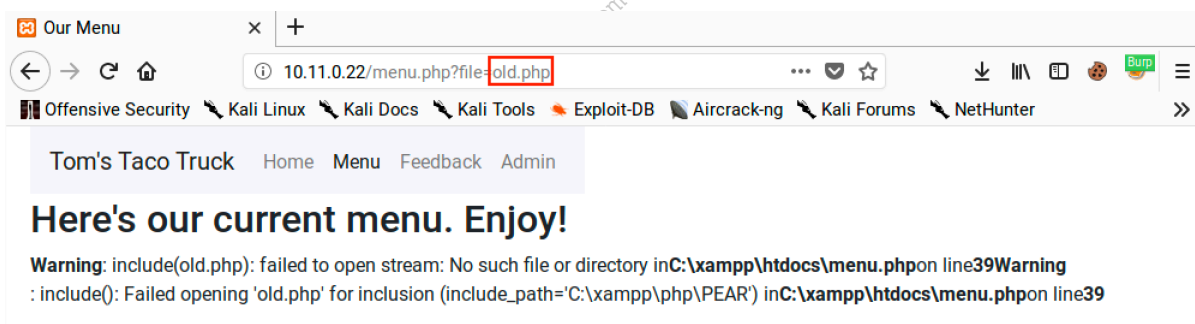 Our Menu
10.11.0.22/menu.php?file=old.php
Burp
Offensive Security Kali Linux Kali Docs Kali Tools Exploit-DB Aircrack-ng Kali Forums NetHunter
Tom's Taco Truck Home Menu Feedback Admin
Here's our current menu. Enjoy!
Warning: include(old.php): failed to open stream: No such file or directory inC:\xampp\htdocs\menu.phpon line39Warning
: include(): Failed opening 'old.php' for inclusion (include_path='C:\xampp\php\PEAR') inC:\xampp\htdocs\menu.phpon line39